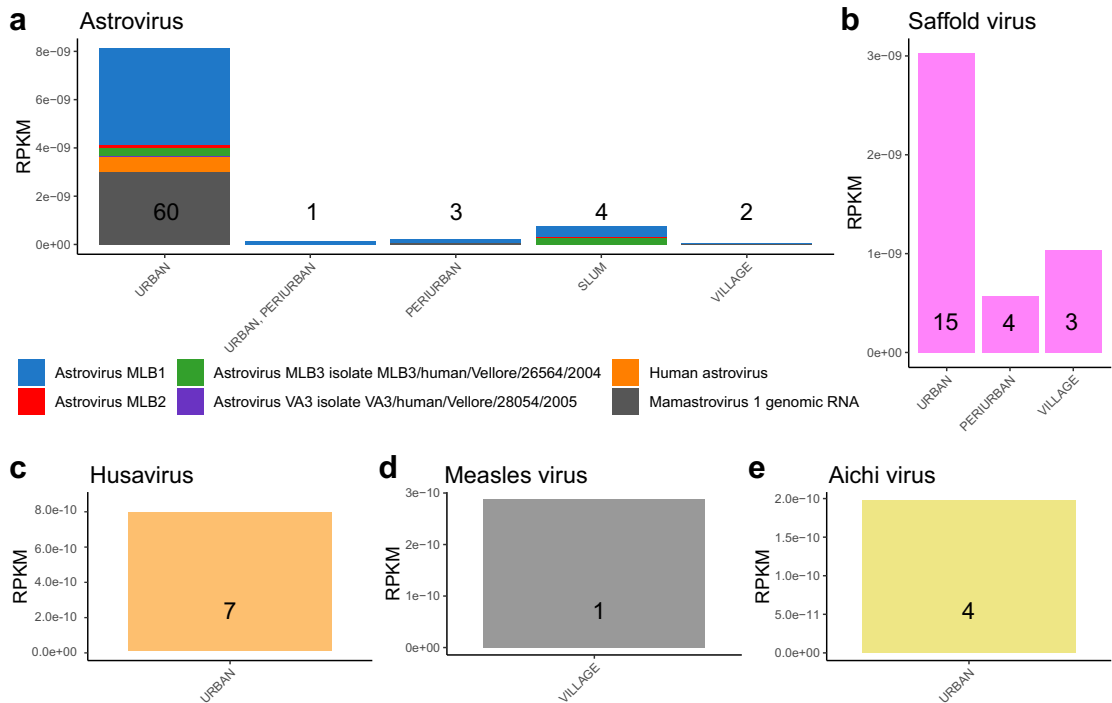 a Astrovirus
8e−09
6e−09
4e−09
2e−09
0e+00
RPKM
60
1
3
4
2
URBAN
URBAN, PERIURBAN
PERIURBAN
SLUM
VILLAGE
Astrovirus MLB1
Astrovirus MLB2
Astrovirus MLB3 isolate MLB3/human/Vellore/26564/2004
Astrovirus VA3 isolate VA3/human/Vellore/28054/2005
Human astrovirus
Mamastrovirus 1 genomic RNA
b Saffold virus
3e−09
2e−09
1e−09
0e+00
RPKM
15
4
3
URBAN
PERIURBAN
VILLAGE
c Husavirus
8.0e−10
6.0e−10
4.0e−10
2.0e−10
0.0e+00
RPKM
7
URBAN
d Measles virus
3e−10
2e−10
1e−10
0e+00
RPKM
1
VILLAGE
e Aichi virus
2.0e−10
1.5e−10
1.0e−10
5.0e−11
0.0e+00
RPKM
4
URBAN